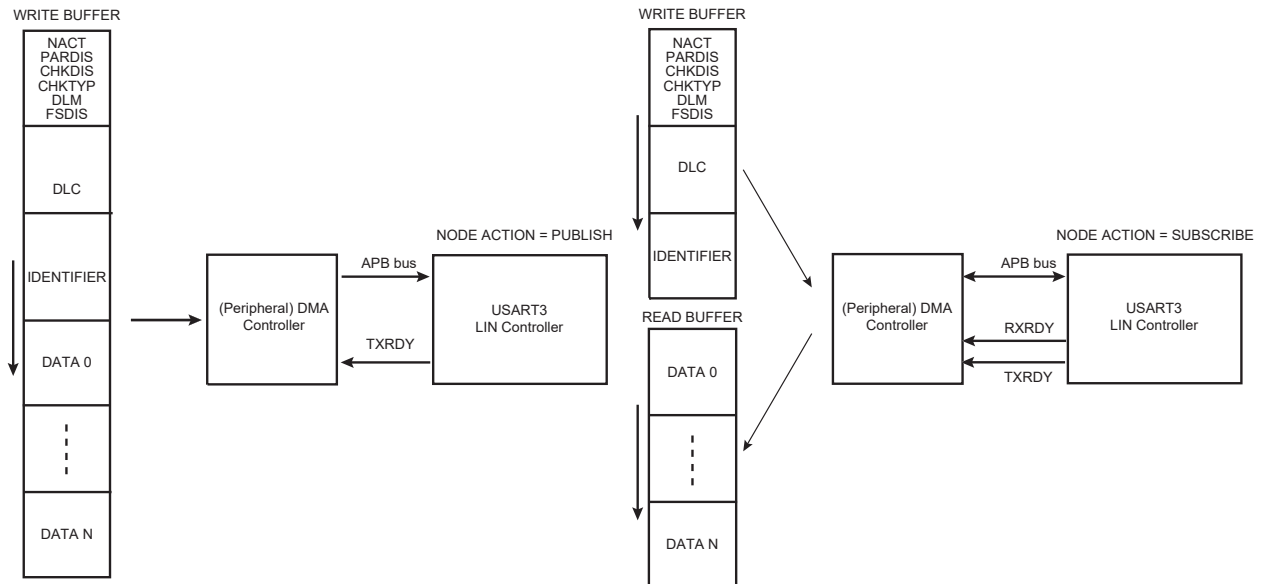 WRITE BUFFER
NACT
PARDIS
CHKDIS
CHKTYP
DLM
FSDIS
DLC
IDENTIFIER
DATA 0
DATA N
(Peripheral) DMA
Controller
APB bus
TXRDY
NODE ACTION = PUBLISH
USART3
LIN Controller
WRITE BUFFER
NACT
PARDIS
CHKDIS
CHKTYP
DLM
FSDIS
DLC
IDENTIFIER
READ BUFFER
DATA 0
DATA N
(Peripheral) DMA
Controller
APB bus
RXRDY
TXRDY
NODE ACTION = SUBSCRIBE
USART3
LIN Controller